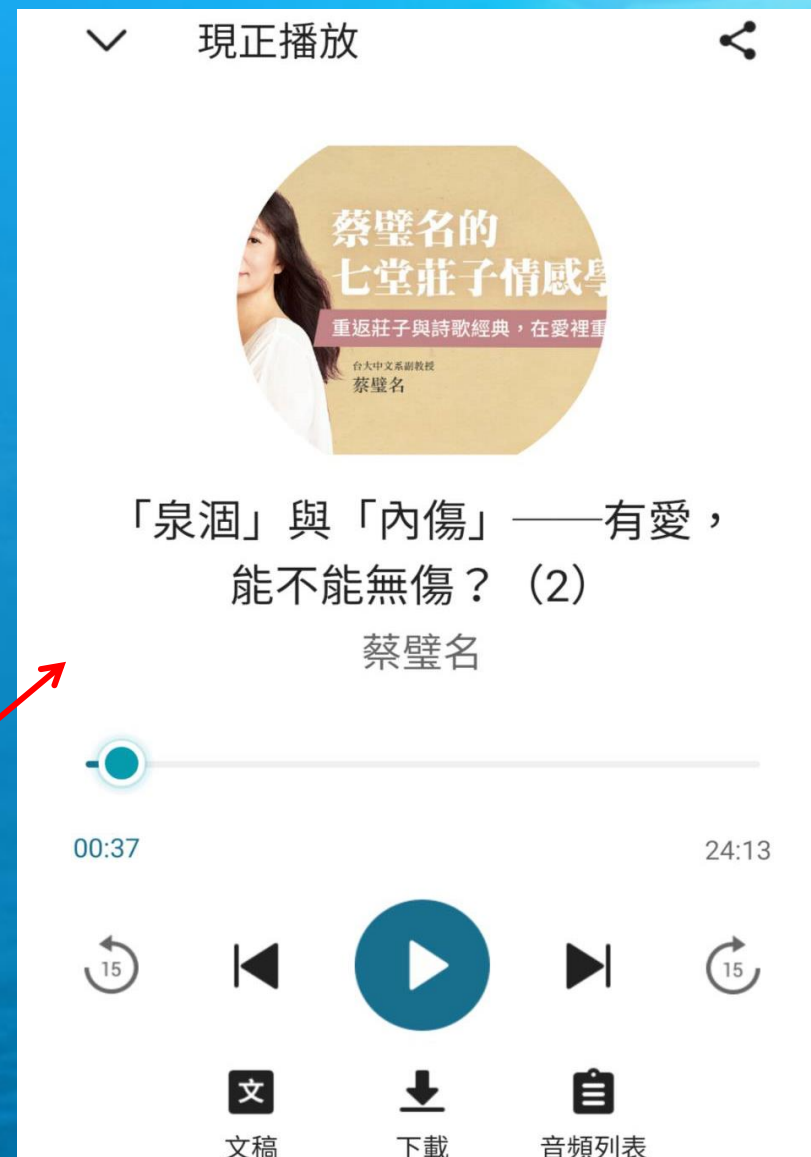 現正播放
蔡璧名的
七堂莊子情感學
重返莊子與詩歌經典,在愛裡重
台大中文系副教授
蔡璧名
「泉涸」與「內傷」——有愛,
能不能無傷?(2)
蔡璧名
00:37
24:13
15
15
文
文稿
下載
音頻列表